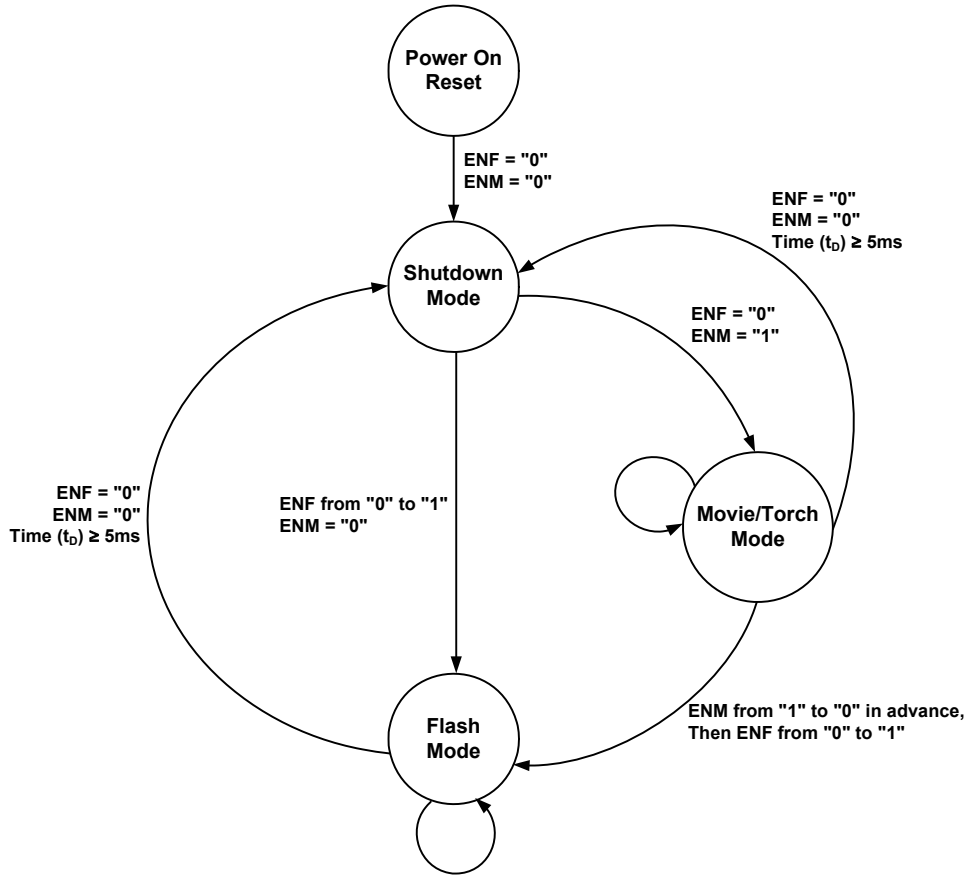 Power On
Reset
ENF = "0"
ENM = "0"
ENF = "0"
ENM = "0"
Time (tD) ≥ 5ms
Shutdown
Mode
ENF = "0"
ENM = "1"
ENF = "0"
ENM = "0"
Time (tD) ≥ 5ms
ENF from "0" to "1"
ENM = "0"
Movie/Torch
Mode
Flash
Mode
ENM from "1" to "0" in advance,
Then ENF from "0" to "1"